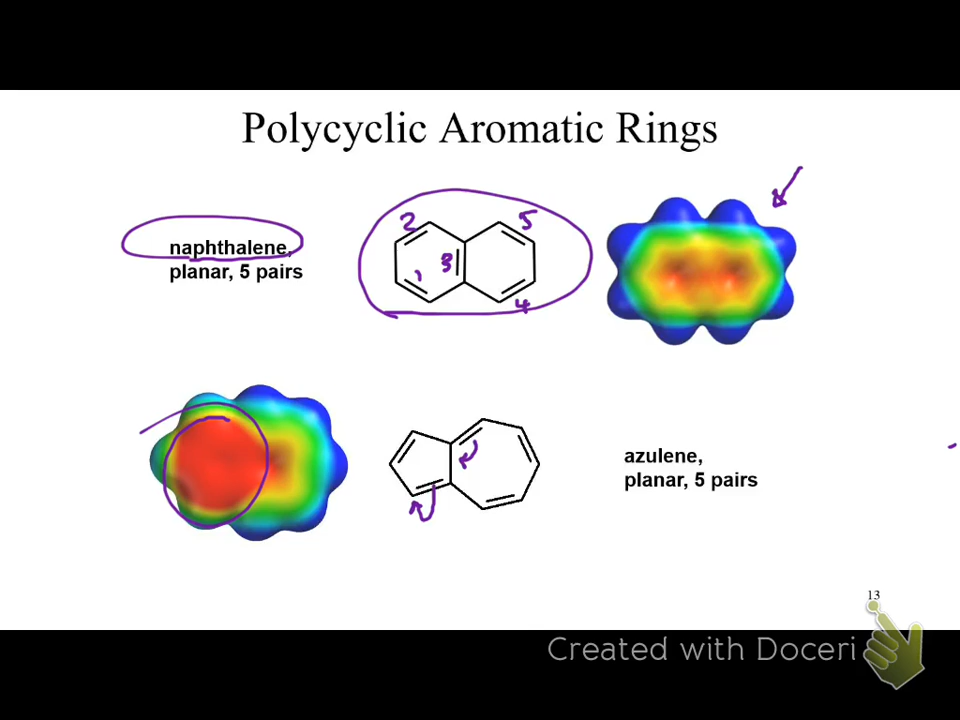 Polycyclic Aromatic Rings
naphthalene,
planar, 5 pairs
2
5
3
1
4
azulene,
planar, 5 pairs
13
Created with Doceri